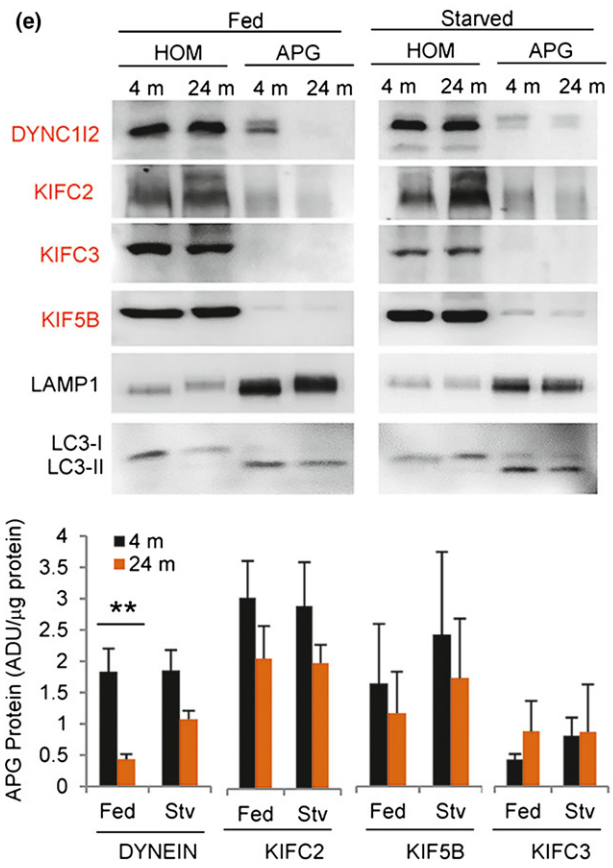 (e)
Fed Starved
HOM APG HOM APG
4 m 24 m 4 m 24 m 4 m 24 m 4 m 24 m
DYNC1I2
KIFC2
KIFC3
KIF5B
LAMP1
LC3-I
LC3-II
APG Protein (ADU/μg protein)
4
3.5
3
2.5
2
1.5
1
0.5
0
4 m
24 m
**
Fed Stv Fed Stv Fed Stv Fed Stv
DYNEIN KIFC2 KIF5B KIFC3